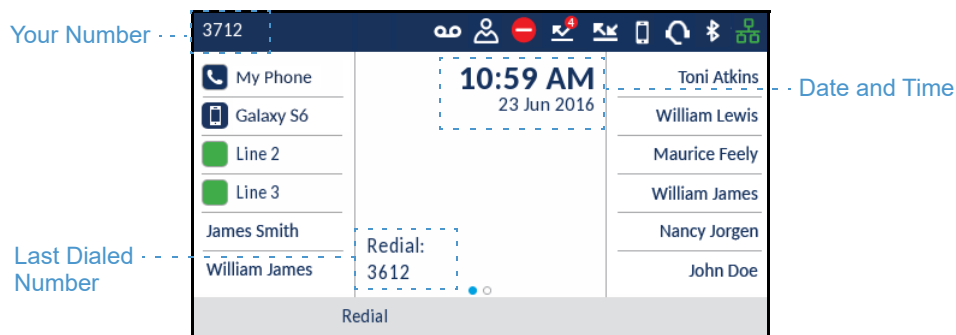 Your Number
3712
4
My Phone
Galaxy S6
Line 2
Line 3
James Smith
William James
10:59 AM
23 Jun 2016
Redial:
3612
Toni Atkins
William Lewis
Maurice Feely
William James
Nancy Jorgen
John Doe
Date and Time
Last Dialed
Number
Redial